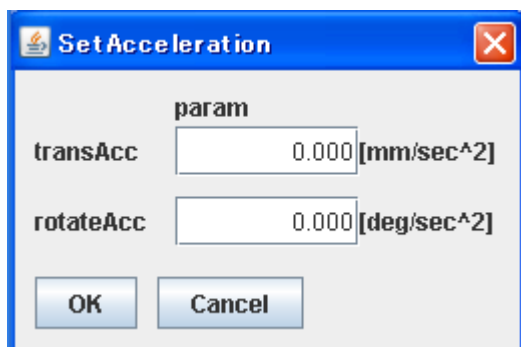 SetAcceleration
param
transAcc 0.000 [mm/sec^2]
rotateAcc 0.000 [deg/sec^2]
OK Cancel